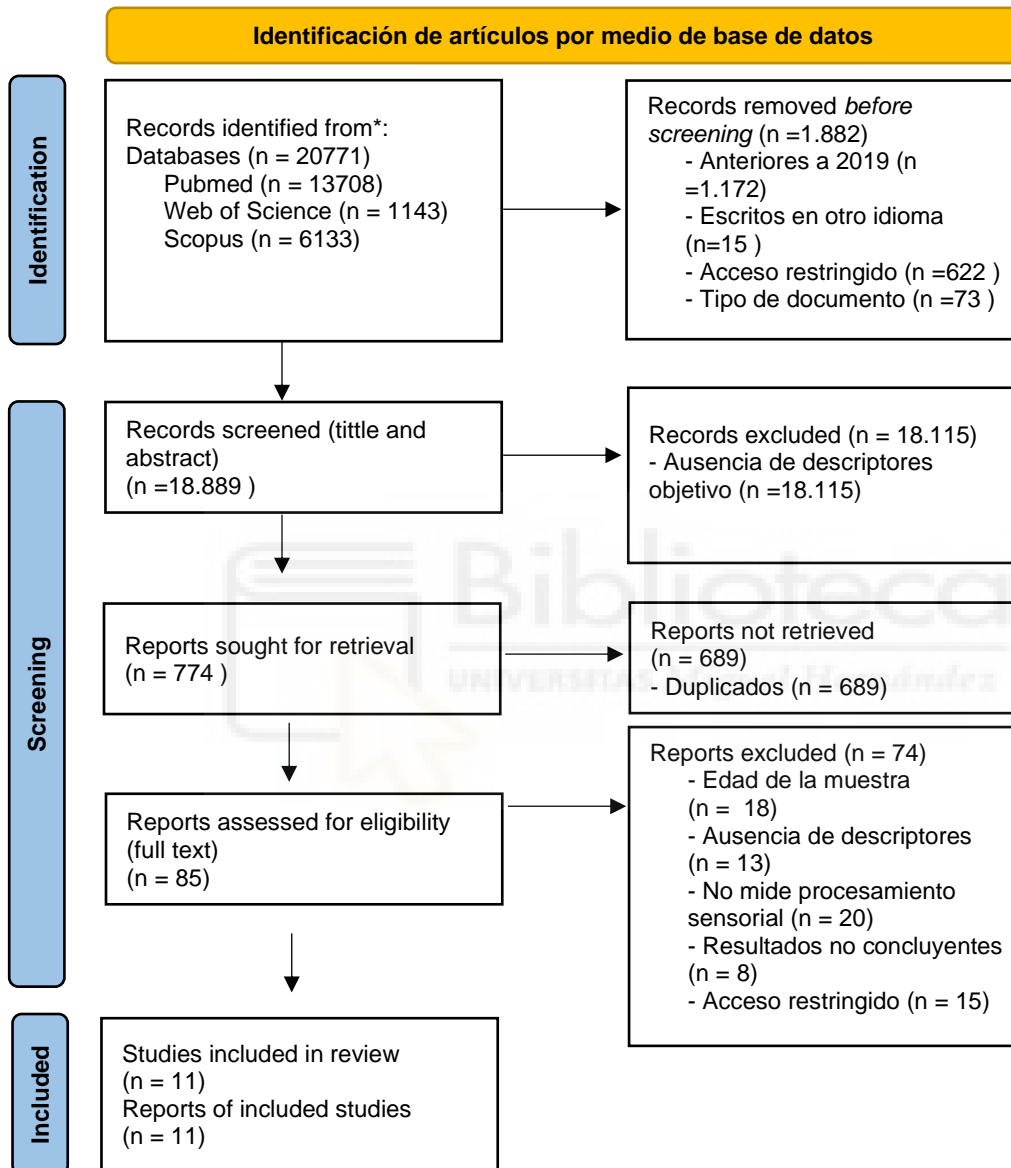 Identificación de artículos por medio de base de datos
Identification
Records identified from*:
Databases (n = 20771)
Pubmed (n = 13708)
Web of Science (n = 1143)
Scopus (n = 6133)
Records removed before
screening (n =1.882)
- Anteriores a 2019 (n
=1.172)
- Escritos en otro idioma
(n=15 )
- Acceso restringido (n =622 )
- Tipo de documento (n =73 )
Screening
Records screened (tittle and
abstract)
(n =18.889 )
Records excluded (n = 18.115)
- Ausencia de descriptores
objetivo (n =18.115)
Biblioteca
UNIVERSITAS Miguel Hernández
Reports sought for retrieval
(n = 774 )
Reports not retrieved
(n = 689)
- Duplicados (n = 689)
Reports assessed for eligibility
(full text)
(n = 85)
Reports excluded (n = 74)
- Edad de la muestra
(n =  18)
- Ausencia de descriptores
(n = 13)
- No mide procesamiento
sensorial (n = 20)
- Resultados no concluyentes
(n = 8)
- Acceso restringido (n = 15)
Included
Studies included in review
(n = 11)
Reports of included studies
(n = 11)